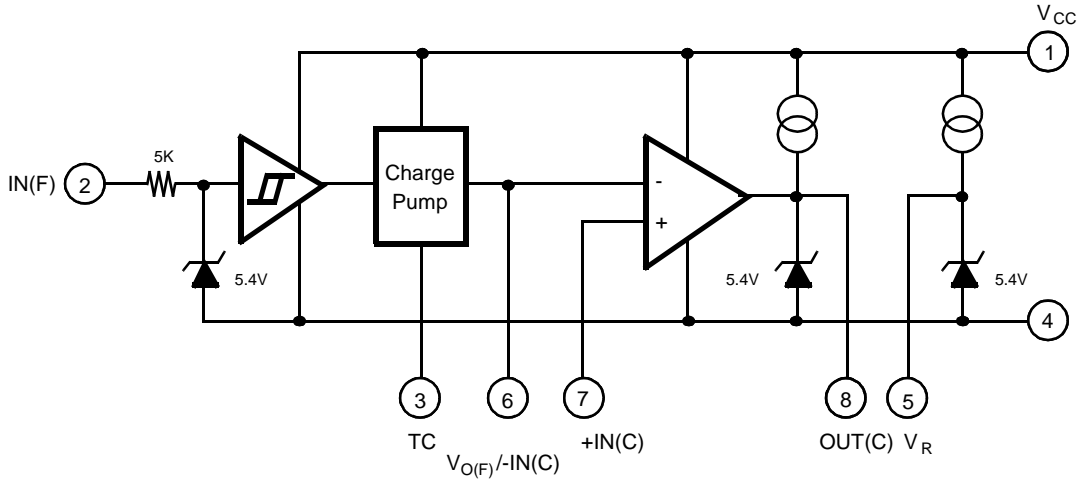 V_CC
1
5K
IN(F)
2
Charge
Pump
-
+
5.4V
5.4V
5.4V
4
3
6
7
8
5
TC
V_O(F)/-IN(C)
+IN(C)
OUT(C)
V_R